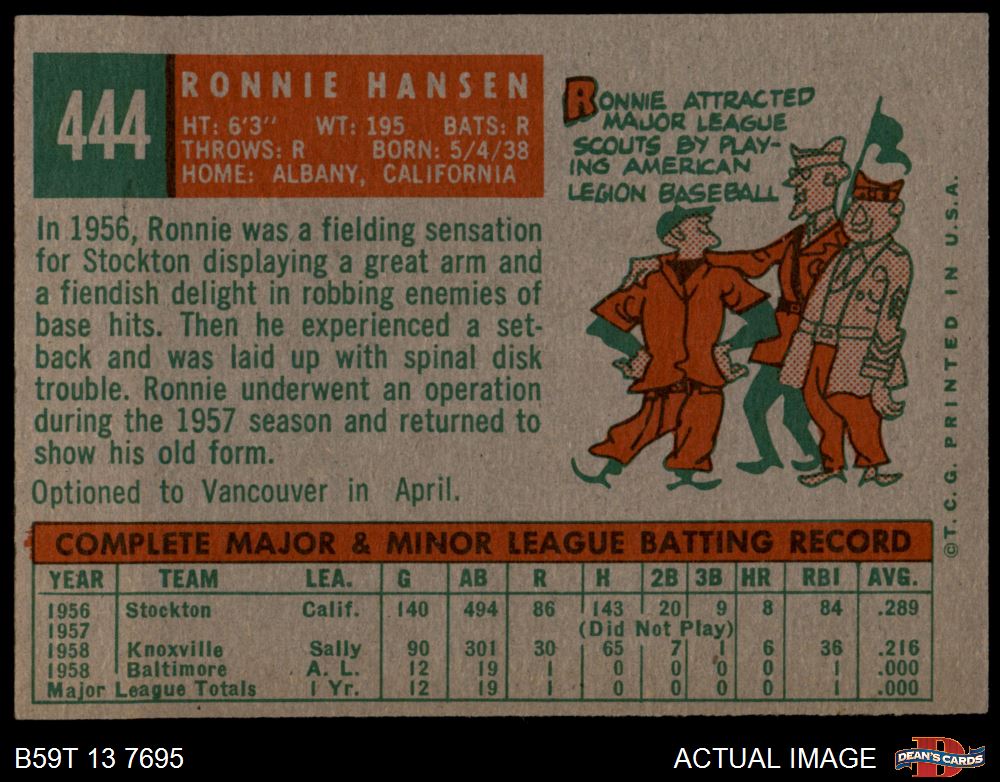 444
RONNIE HANSEN
HT: 6'3" WT: 195 BATS: R
THROWS: R BORN: 5/4/38
HOME: ALBANY, CALIFORNIA
In 1956, Ronnie was a fielding sensation
for Stockton displaying a great arm and
a fiendish delight in robbing enemies of
base hits. Then he experienced a set-
back and was laid up with spinal disk
trouble. Ronnie underwent an operation
during the 1957 season and returned to
show his old form.
Optioned to Vancouver in April.
RONNIE ATTRACTED
MAJOR LEAGUE
SCOUTS BY PLAY-
ING AMERICAN
LEGION BASEBALL
©T. C. G. PRINTED IN U.S.A.
COMPLETE MAJOR & MINOR LEAGUE BATTING RECORD
YEAR TEAM LEA. G AB R H 2B 3B HR RBI AVG.
1956 Stockton Calif. 140 494 86 143 20 9 8 84 .289
1957 (Did Not Play)
1958 Knoxville Sally 90 301 30 65 7 1 6 36 .216
1958 Baltimore A. L. 12 19 1 0 0 0 0 1 .000
Major League Totals 1 Yr. 12 19 1 0 0 0 0 1 .000
B59T 13 7695
ACTUAL IMAGE
D
DEAN'S CARDS